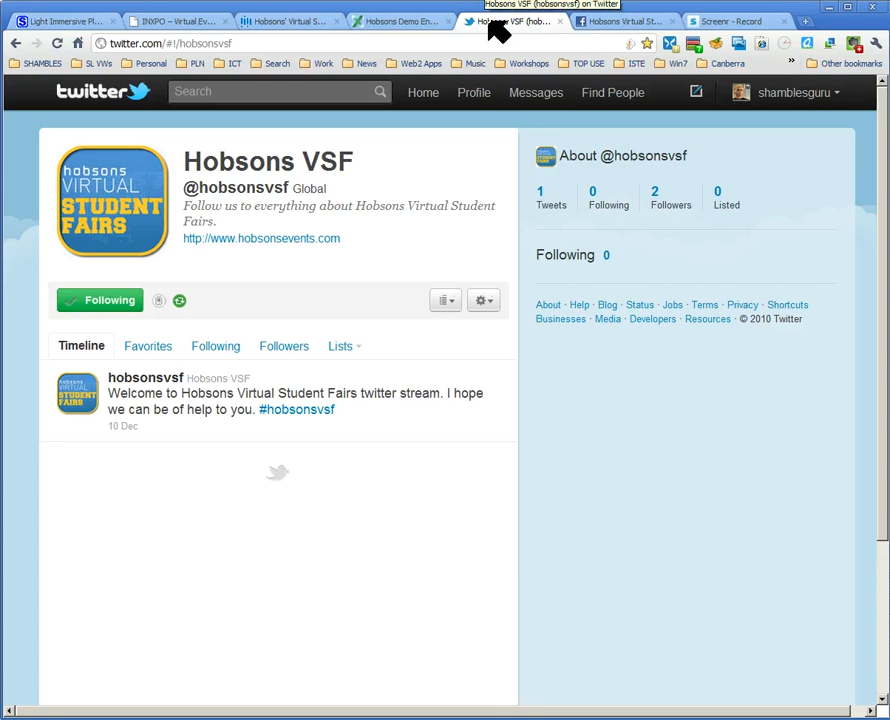 Hobsons VSF (hobsonsvf) on Twitter
Light Immersive Pl...
INXPO – Virtual Ev...
Hobsons' Virtual S...
Hobsons Demo En...
VSF (hob...
Hobsons Virtual St...
Screenr - Record
twitter.com/#!/hobsonsvf
SHAMBLES
SL VWs
Personal
PLN
ICT
Search
Work
News
Web2 Apps
Music
Workshops
TOP USE
ISTE
Win7
Canberra
»
Other bookmarks
twitter
Search
Home
Profile
Messages
Find People
shamblesguru
hobsons
VIRTUAL
STUDENT
FAIRS
Hobsons VSF
@hobsonsvsf Global
Follow us to everything about Hobsons Virtual Student
Fairs.
http://www.hobsonsevents.com
Following
Timeline
Favorites
Following
Followers
Lists
hobsonsvsf Hobsons VSF
Welcome to Hobsons Virtual Student Fairs twitter stream. I hope
we can be of help to you. #hobsonsvsf
10 Dec
About @hobsonsvsf
1 0 2 0
Tweets Following Followers Listed
Following 0
About · Help · Blog · Status · Jobs · Terms · Privacy · Shortcuts
Businesses · Media · Developers · Resources · © 2010 Twitter